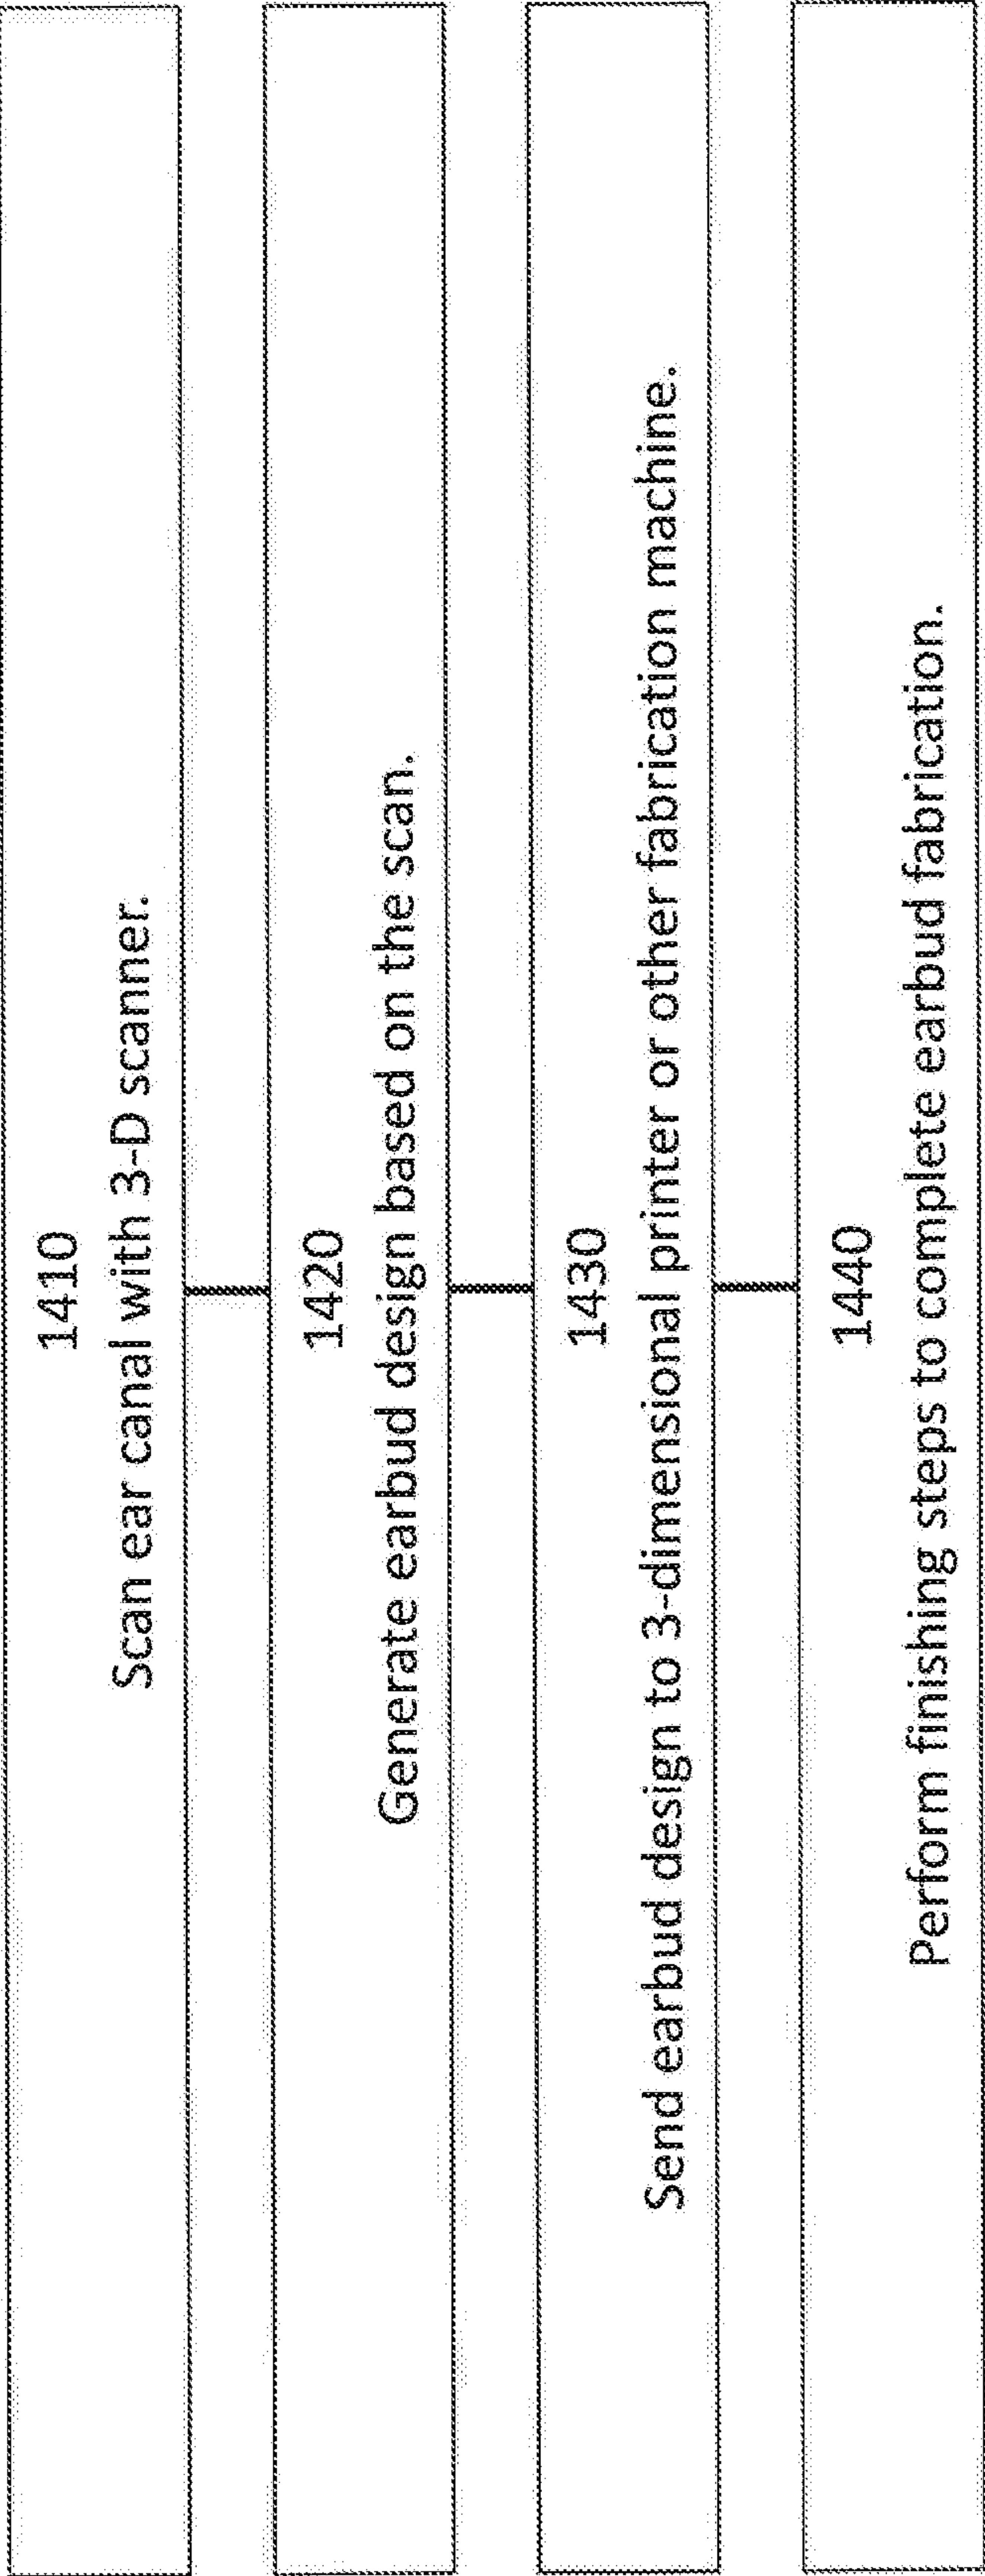 1410
Scan ear canal with 3-D scanner.
1420
Generate earbud design based on the scan.
1430
Send earbud design to 3-dimensional printer or other fabrication machine.
1440
Perform finishing steps to complete earbud fabrication.